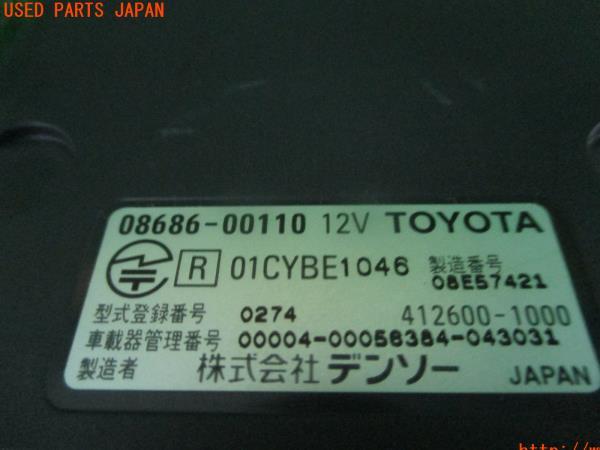 USED PARTS JAPAN
08686-00110 12V TOYOTA
R 01CYBE1046 製造番号
08E57421
型式登録番号 0274 412600-1000
車載器管理番号 00004-00058384-043031
製造者 株式会社 デンソー JAPAN